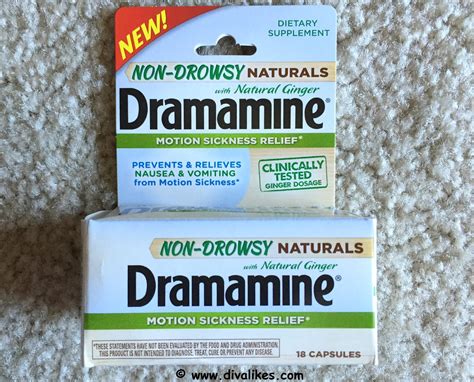 NEW!
DIETARY
SUPPLEMENT
NON-DROWSY NATURALS
with Natural Ginger
Dramamine®
MOTION SICKNESS RELIEF*
PREVENTS & RELIEVES
NAUSEA & VOMITING
from Motion Sickness*
CLINICALLY
TESTED
GINGER DOSAGE
NON-DROWSY NATURALS
with Natural Ginger
Dramamine®
MOTION SICKNESS RELIEF*
*THESE STATEMENTS HAVE NOT BEEN EVALUATED BY THE FOOD AND DRUG ADMINISTRATION.
THIS PRODUCT IS NOT INTENDED TO DIAGNOSE, TREAT, CURE OR PREVENT ANY DISEASE.
18 CAPSULES
© www.divalikes.com